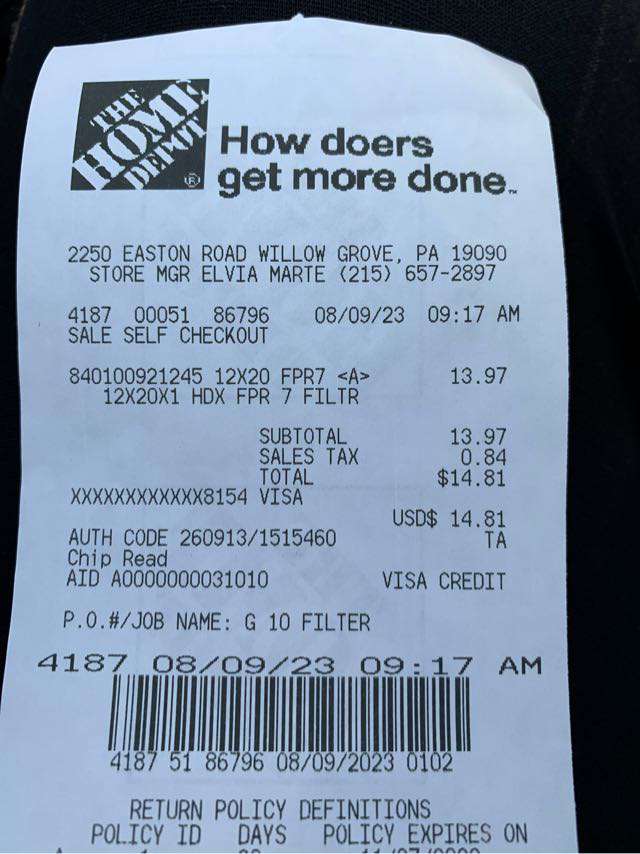 THE
HOME
DEPOT
®
How doers
get more done™
2250 EASTON ROAD WILLOW GROVE, PA 19090
STORE MGR ELVIA MARTE (215) 657-2897
4187 00051 86796 08/09/23 09:17 AM
SALE SELF CHECKOUT
840100921245 12X20 FPR7 <A> 13.97
12X20X1 HDX FPR 7 FILTR
SUBTOTAL 13.97
SALES TAX 0.84
TOTAL $14.81
XXXXXXXXXXXX8154 VISA
USD$ 14.81
AUTH CODE 260913/1515460 TA
Chip Read
AID A0000000031010 VISA CREDIT
P.O.#/JOB NAME: G 10 FILTER
4187 08/09/23 09:17 AM
4187 51 86796 08/09/2023 0102
RETURN POLICY DEFINITIONS
POLICY ID DAYS POLICY EXPIRES ON